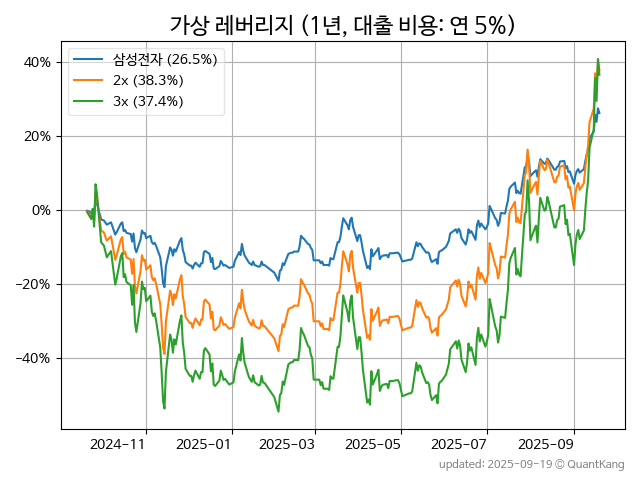 가상 레버리지 (1년, 대출 비용: 연 5%)
삼성전자 (26.5%)
2x (38.3%)
3x (37.4%)
40%
20%
0%
−20%
−40%
2024-11
2025-01
2025-03
2025-05
2025-07
2025-09
updated: 2025-09-19 © QuantKang